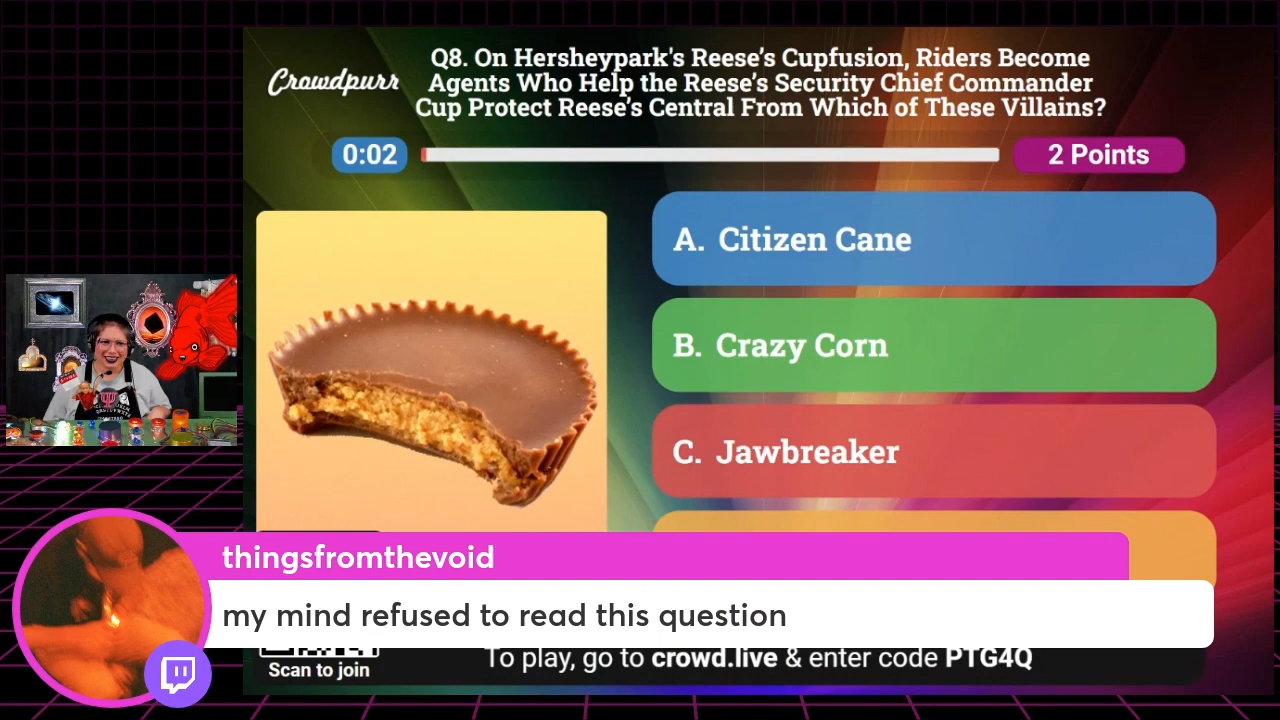 Crowdpurr
Q8. On Hersheypark's Reese's Cupfusion, Riders Become
Agents Who Help the Reese's Security Chief Commander
Cup Protect Reese's Central From Which of These Villains?
0:02
2 Points
A. Citizen Cane
B. Crazy Corn
C. Jawbreaker
thingsfromthevoid
my mind refused to read this question
Scan to join
To play, go to crowd.live & enter code PTG4Q